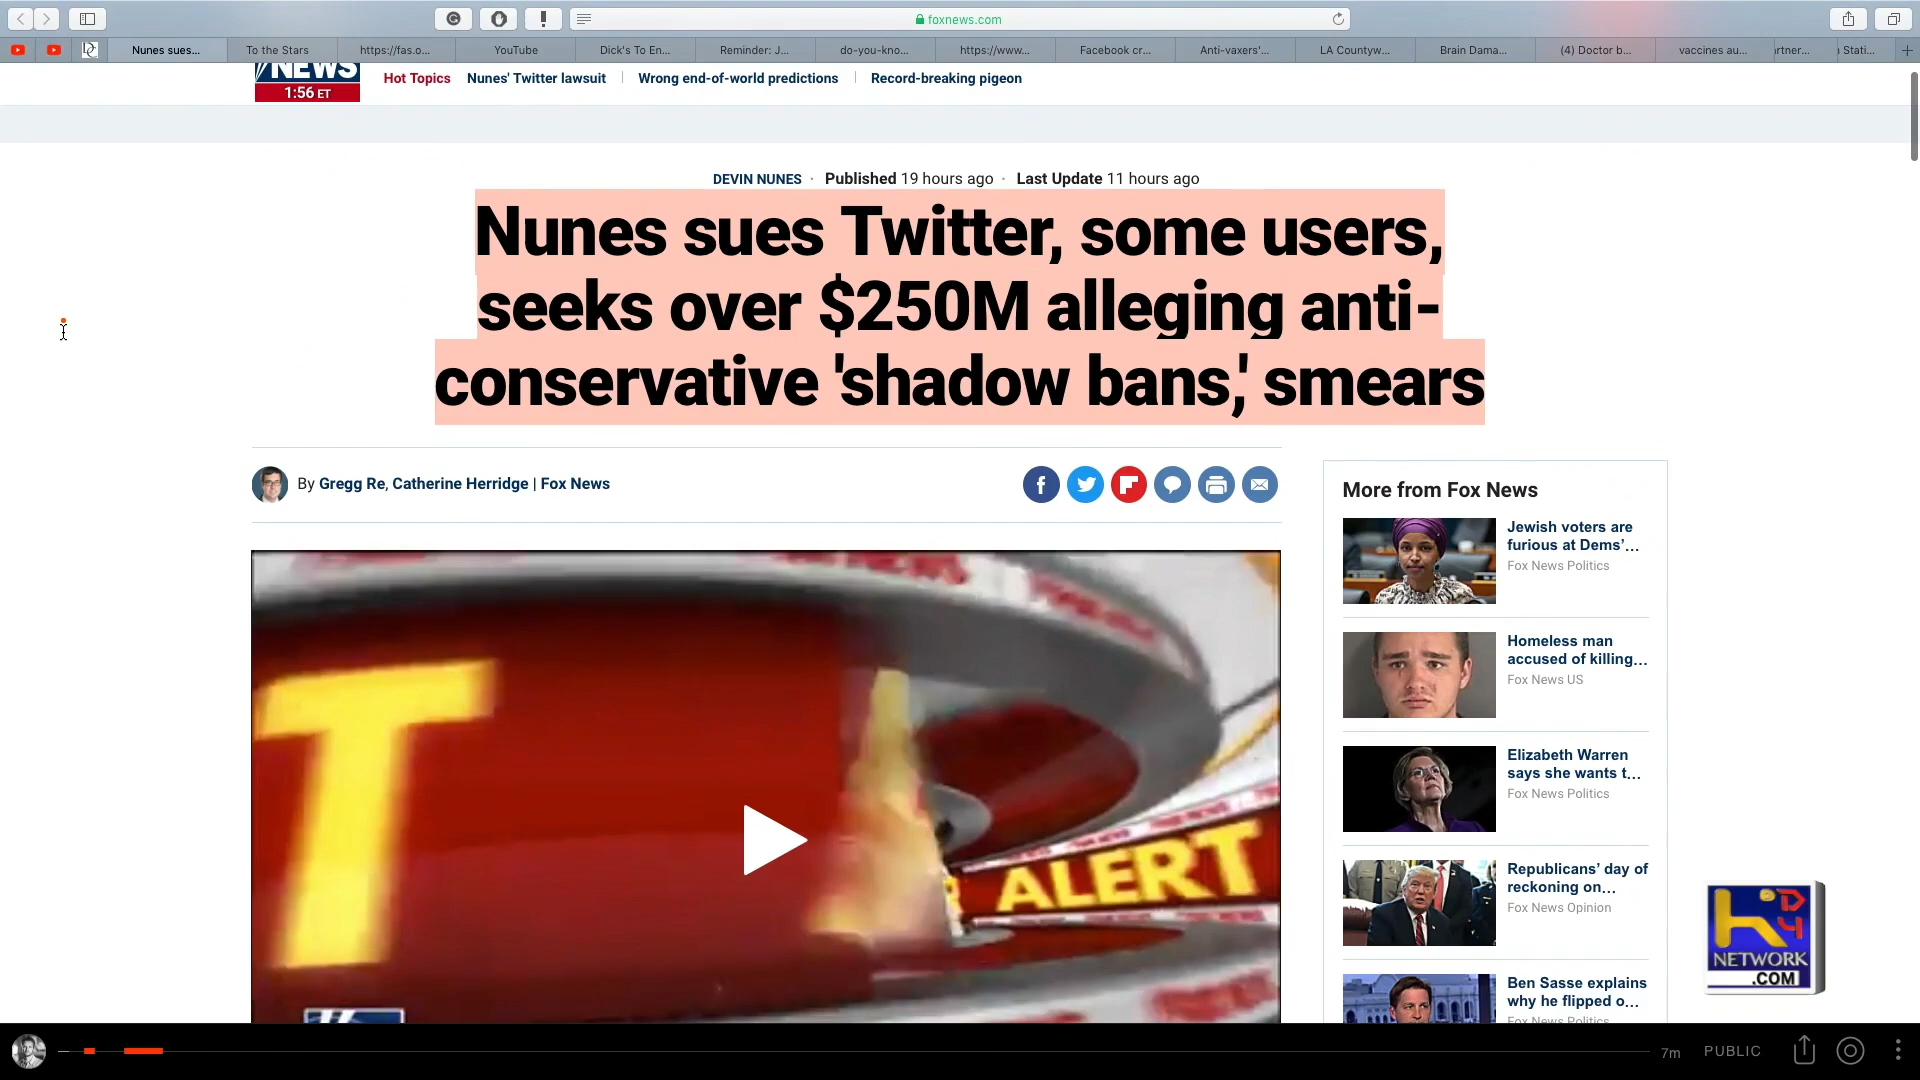 foxnews.com
Nunes sues...
To the Stars
https://fas.o...
YouTube
Dick's To En...
Reminder: J...
do-you-kno...
https://www...
Facebook cr...
Anti-vaxers'...
LA Countyw...
Brain Dama...
(4) Doctor b...
vaccines au...
rtner...
Stati...
NEWS
1:56 ET
Hot Topics
Nunes' Twitter lawsuit
Wrong end-of-world predictions
Record-breaking pigeon
DEVIN NUNES · Published 19 hours ago · Last Update 11 hours ago
Nunes sues Twitter, some users,
seeks over $250M alleging anti-
conservative 'shadow bans,' smears
By Gregg Re, Catherine Herridge | Fox News
More from Fox News
Jewish voters are
furious at Dems’...
Fox News Politics
Homeless man
accused of killing...
Fox News US
Elizabeth Warren
says she wants t...
Fox News Politics
Republicans’ day of
reckoning on...
Fox News Opinion
Ben Sasse explains
why he flipped o...
Fox News Politics
T
ALERT
D
4
NETWORK
.COM
7m
PUBLIC